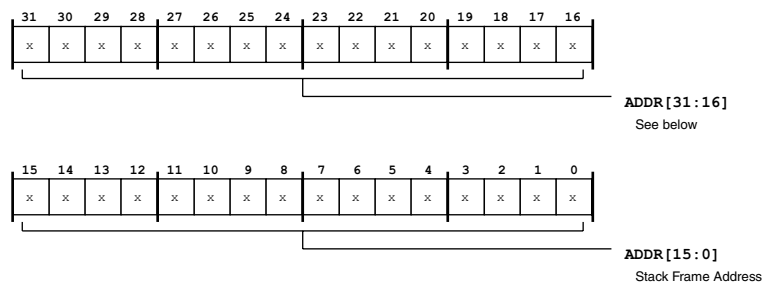 31 30 29 28 27 26 25 24 23 22 21 20 19 18 17 16
x x x x x x x x x x x x x x x x
ADDR[31:16]
See below
15 14 13 12 11 10 9 8 7 6 5 4 3 2 1 0
x x x x x x x x x x x x x x x x
ADDR[15:0]
Stack Frame Address